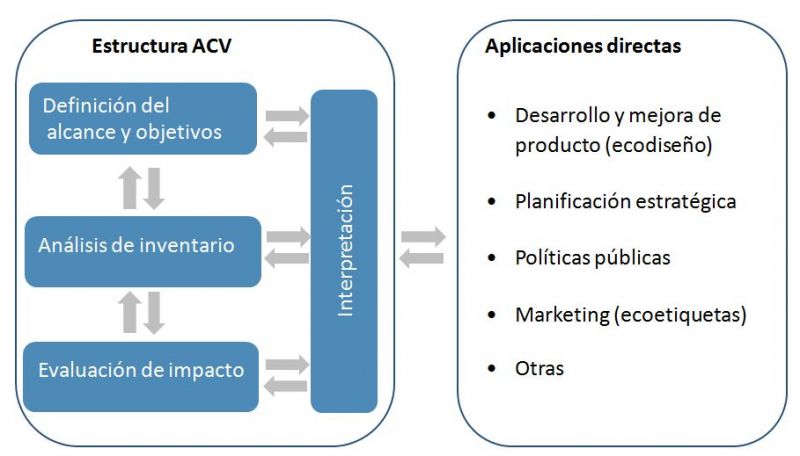 Estructura ACV
Definición del
alcance y objetivos
Análisis de inventario
Evaluación de impacto
Interpretación
Aplicaciones directas
• Desarrollo y mejora de
producto (ecodiseño)
• Planificación estratégica
• Políticas públicas
• Marketing (ecoetiquetas)
• Otras